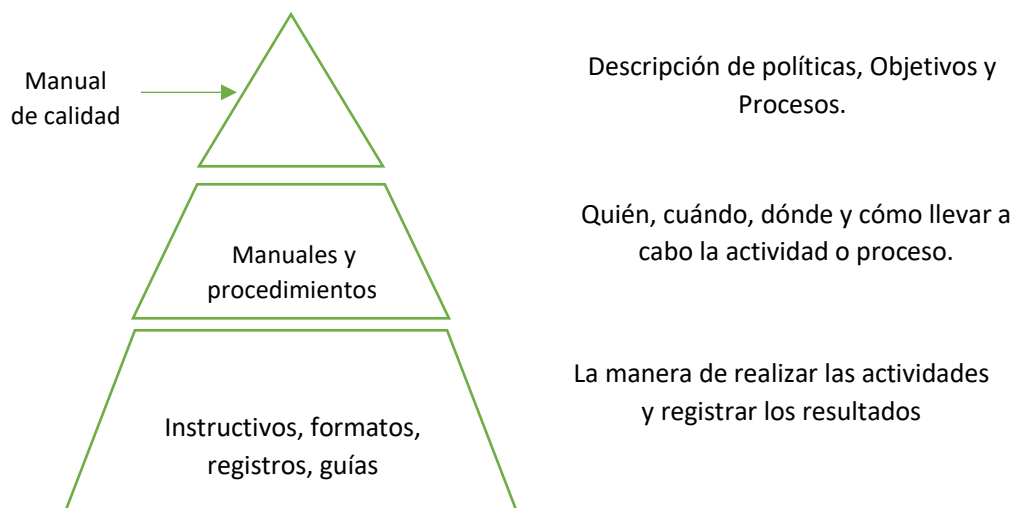 Manual
de calidad
Descripción de políticas, Objetivos y
Procesos.
Manuales y
procedimientos
Quién, cuándo, dónde y cómo llevar a
cabo la actividad o proceso.
Instructivos, formatos,
registros, guías
La manera de realizar las actividades
y registrar los resultados